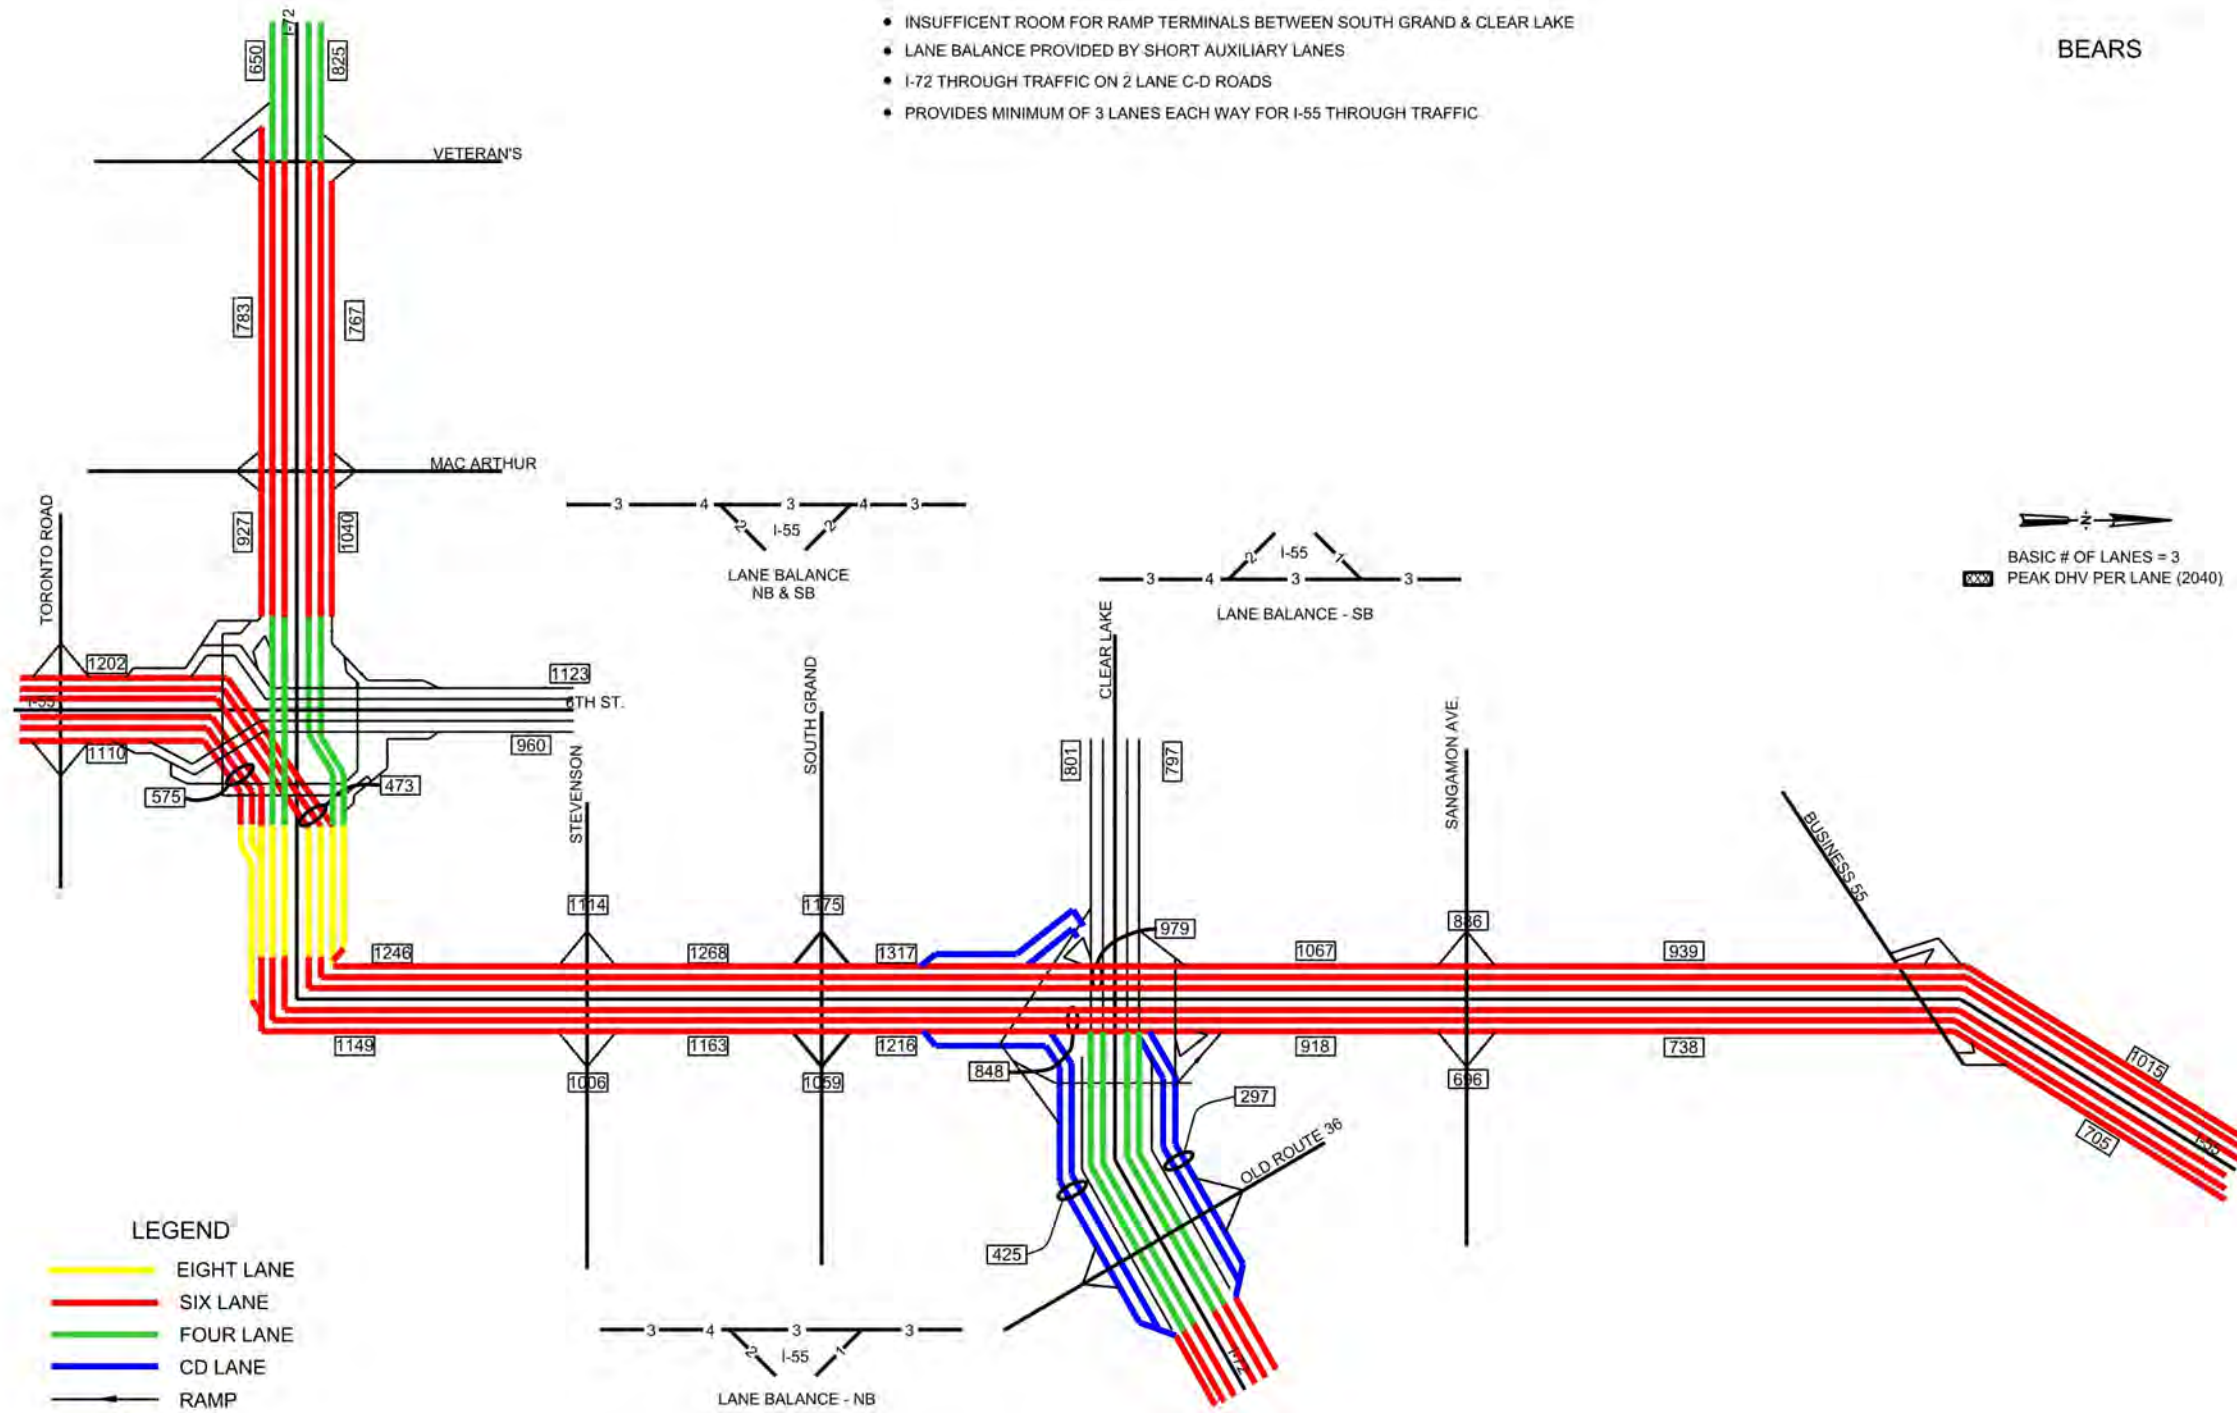 • INSUFFICENT ROOM FOR RAMP TERMINALS BETWEEN SOUTH GRAND & CLEAR LAKE
• LANE BALANCE PROVIDED BY SHORT AUXILIARY LANES
• I-72 THROUGH TRAFFIC ON 2 LANE C-D ROADS
• PROVIDES MINIMUM OF 3 LANES EACH WAY FOR I-55 THROUGH TRAFFIC
BEARS
I-72
650
825
VETERAN'S
783
767
MAC ARTHUR
927
1040
TORONTO ROAD
1202
I-55
1110
1123
6TH ST.
960
575
473
3 4 3 4 3
2 I-55 2
LANE BALANCE
NB & SB
3 4 3 3
2 I-55 1
LANE BALANCE - SB
N
BASIC # OF LANES = 3
PEAK DHV PER LANE (2040)
STEVENSON
SOUTH GRAND
CLEAR LAKE
SANGAMON AVE.
BUSINESS 55
801
797
1114
1175
979
886
1246
1268
1317
1067
939
1149
1163
1216
918
738
1006
1059
848
696
1015
I-55
705
297
OLD ROUTE 36
425
I-72
3 4 3 3
2 I-55 1
LANE BALANCE - NB
LEGEND
EIGHT LANE
SIX LANE
FOUR LANE
CD LANE
RAMP